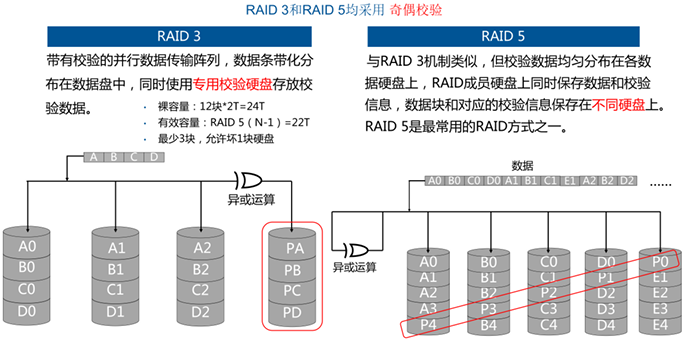 RAID 3和RAID 5均采用 奇偶校验
RAID 3
带有校验的并行数据传输阵列，数据条带化分
布在数据盘中，同时使用专用校验硬盘存放校
验数据。
• 裸容量：12块*2T=24T
• 有效容量：RAID 5（N-1）=22T
• 最少3块，允许坏1块硬盘
A B C D
异或运算
A0 A1 A2 PA
B0 B1 B2 PB
C0 C1 C2 PC
D0 D1 D2 PD
RAID 5
与RAID 3机制类似，但校验数据均匀分布在各数
据硬盘上，RAID成员硬盘上同时保存数据和校验
信息，数据块和对应的校验信息保存在不同硬盘上。
RAID 5是最常用的RAID方式之一。
数据
A0 B0 C0 D0 A1 B1 C1 E1 A2 B2 D2 ......
异或运算
A0 B0 C0 D0 P0
A1 B1 C1 P1 E1
A2 B2 P2 D2 E2
A3 P3 C3 D3 E3
P4 B4 C4 D4 E4